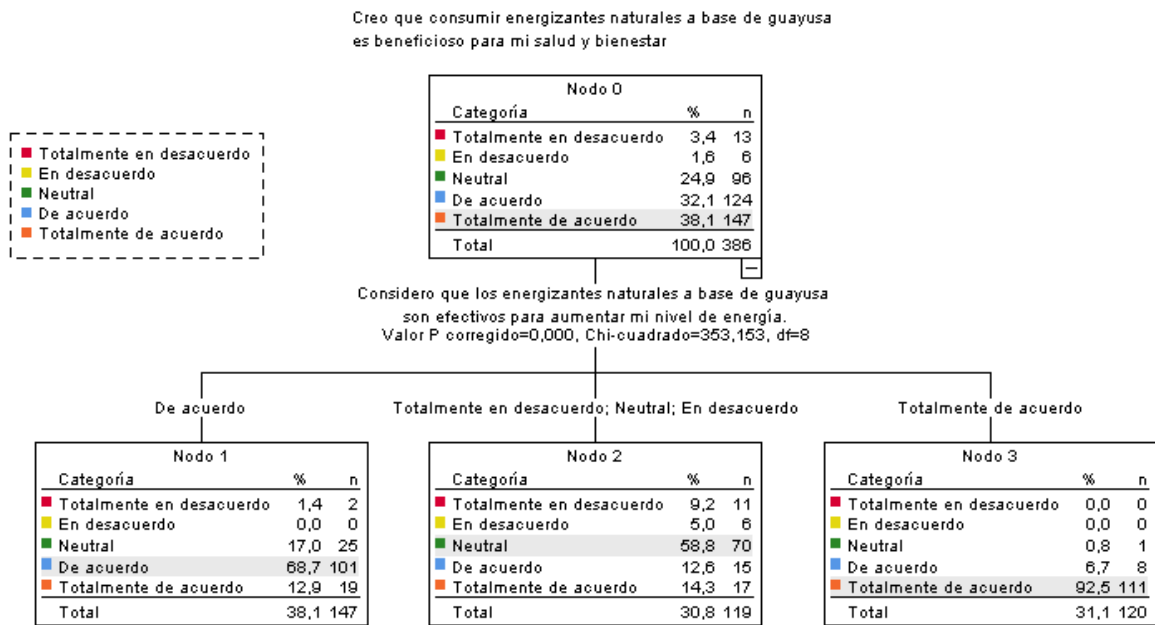 Creo que consumir energizantes naturales a base de guayusa
es beneficioso para mi salud y bienestar
Totalmente en desacuerdo
En desacuerdo
Neutral
De acuerdo
Totalmente de acuerdo
Nodo 0
Categoría % n
Totalmente en desacuerdo 3,4 13
En desacuerdo 1,6 6
Neutral 24,9 96
De acuerdo 32,1 124
Totalmente de acuerdo 38,1 147
Total 100,0 386
Considero que los energizantes naturales a base de guayusa
son efectivos para aumentar mi nivel de energía.
Valor P corregido=0,000, Chi-cuadrado=353,153, df=8
De acuerdo
Nodo 1
Categoría % n
Totalmente en desacuerdo 1,4 2
En desacuerdo 0,0 0
Neutral 17,0 25
De acuerdo 68,7 101
Totalmente de acuerdo 12,9 19
Total 38,1 147
Totalmente en desacuerdo; Neutral; En desacuerdo
Nodo 2
Categoría % n
Totalmente en desacuerdo 9,2 11
En desacuerdo 5,0 6
Neutral 58,8 70
De acuerdo 12,6 15
Totalmente de acuerdo 14,3 17
Total 30,8 119
Totalmente de acuerdo
Nodo 3
Categoría % n
Totalmente en desacuerdo 0,0 0
En desacuerdo 0,0 0
Neutral 0,8 1
De acuerdo 6,7 8
Totalmente de acuerdo 92,5 111
Total 31,1 120